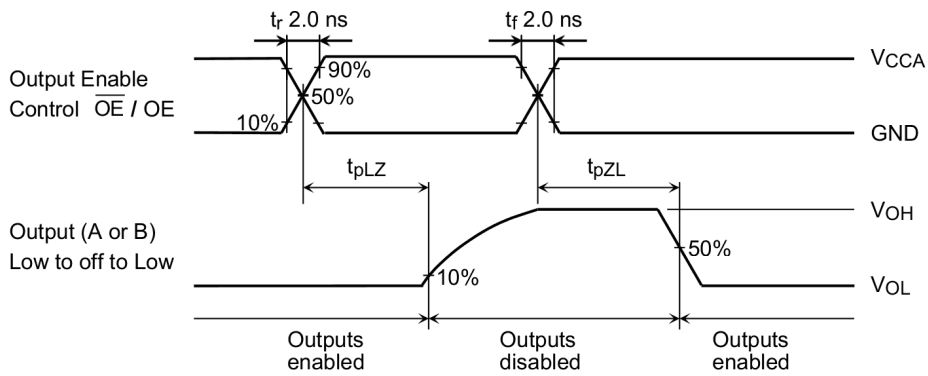 tr 2.0 ns
tf 2.0 ns
Output Enable
Control OE / OE
90%
50%
10%
VCCA
GND
tpLZ
tpZL
Output (A or B)
Low to off to Low
VOH
50%
10%
VOL
Outputs
enabled
Outputs
disabled
Outputs
enabled